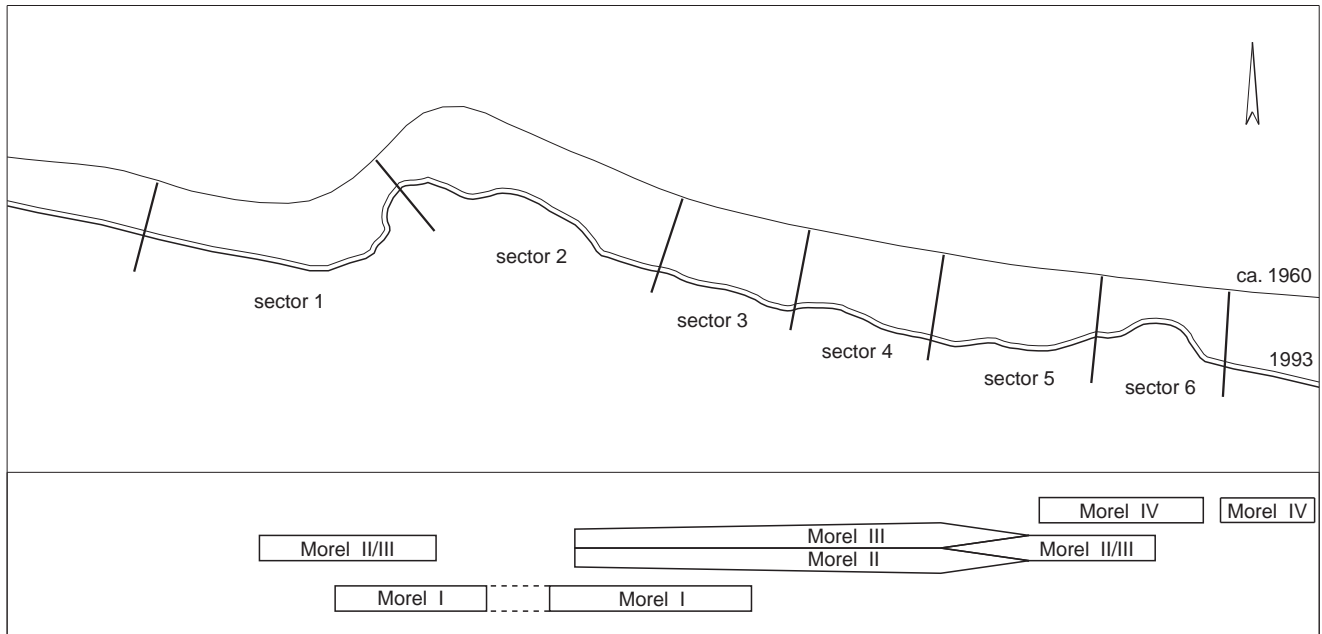 ca. 1960
sector 2
sector 1
sector 3
1993
sector 4
sector 5
sector 6
Morel IV
Morel IV
Morel III
Morel II/III
Morel II/III
Morel II
Morel I
Morel I